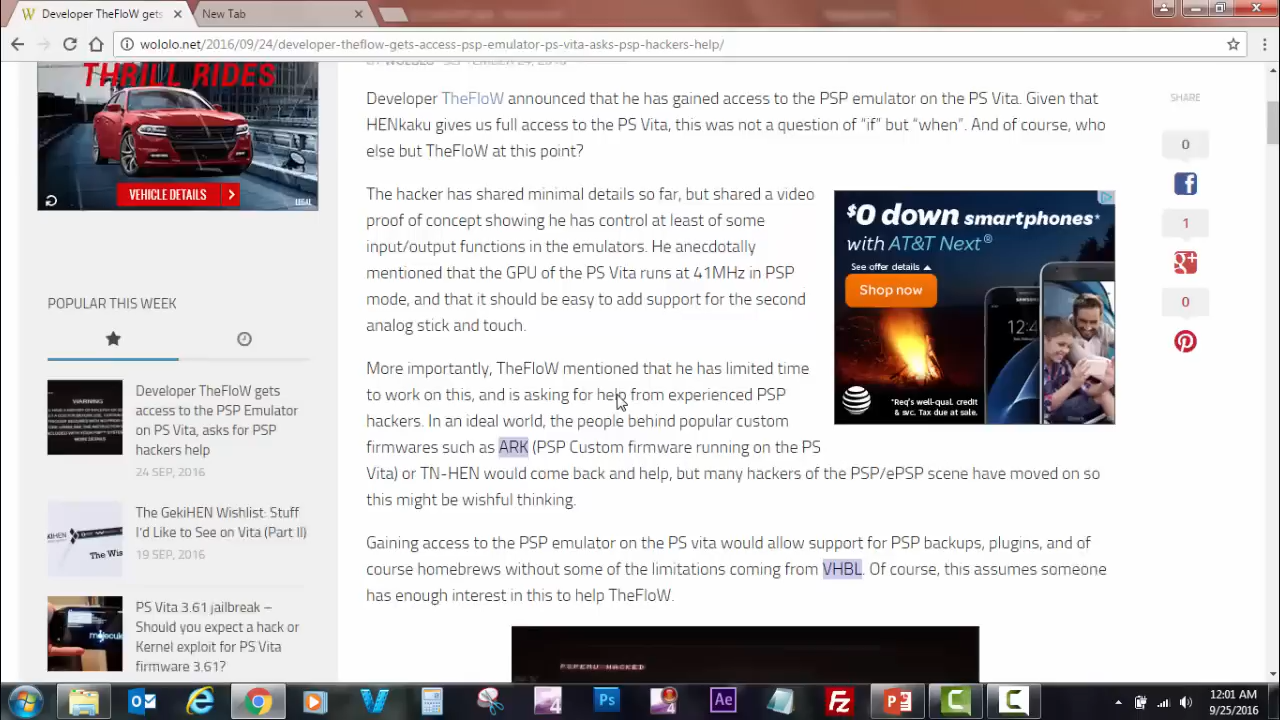 Developer TheFloW gets
New Tab
wololo.net/2016/09/24/developer-theflow-gets-access-psp-emulator-ps-vita-asks-psp-hackers-help/
THRILL RIDES
VEHICLE DETAILS
LEGAL
POPULAR THIS WEEK
Developer TheFloW gets
access to the PSP Emulator
on PS Vita, asks for PSP
hackers help
24 SEP, 2016
The GekiHEN Wishlist: Stuff
I'd Like to See on Vita (Part II)
19 SEP, 2016
PS Vita 3.61 jailbreak –
Should you expect a hack or
Kernel exploit for PS Vita
firmware 3.61?
WARNING
Developer TheFloW announced that he has gained access to the PSP emulator on the PS Vita. Given that
HENkaku gives us full access to the PS Vita, this was not a question of “if” but “when”. And of course, who
else but TheFloW at this point?
The hacker has shared minimal details so far, but shared a video
proof of concept showing he has control at least of some
input/output functions in the emulators. He anecdotally
mentioned that the GPU of the PS Vita runs at 41MHz in PSP
mode, and that it should be easy to add support for the second
analog stick and touch.
More importantly, TheFloW mentioned that he has limited time
to work on this, and is asking for help from experienced PSP
hackers. In an ideal world, the people behind popular custom
firmwares such as ARK (PSP Custom firmware running on the PS
Vita) or TN-HEN would come back and help, but many hackers of the PSP/ePSP scene have moved on so
this might be wishful thinking.
Gaining access to the PSP emulator on the PS vita would allow support for PSP backups, plugins, and of
course homebrews without some of the limitations coming from VHBL. Of course, this assumes someone
has enough interest in this to help TheFloW.
PSPEMU HACKED
$0 down smartphones*
with AT&T Next®
See offer details
Shop now
12:4
SAMSUNG
*Req's well-qual. credit
& svc. Tax due at sale.
SHARE
0
1
0
12:01 AM
9/25/2016